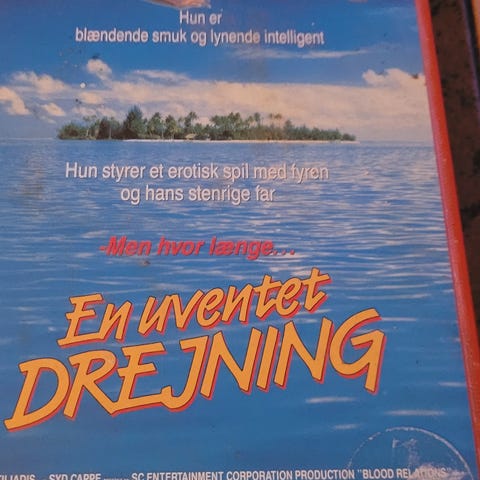 Hun er
blændende smuk og lynende intelligent
Hun styrer et erotisk spil med fyren
og hans stenrige far
-Men hvor længe...
En uventet
DREJNING
SYD CAPPE SC ENTERTAINMENT CORPORATION PRODUCTION "BLOOD RELATIONS"